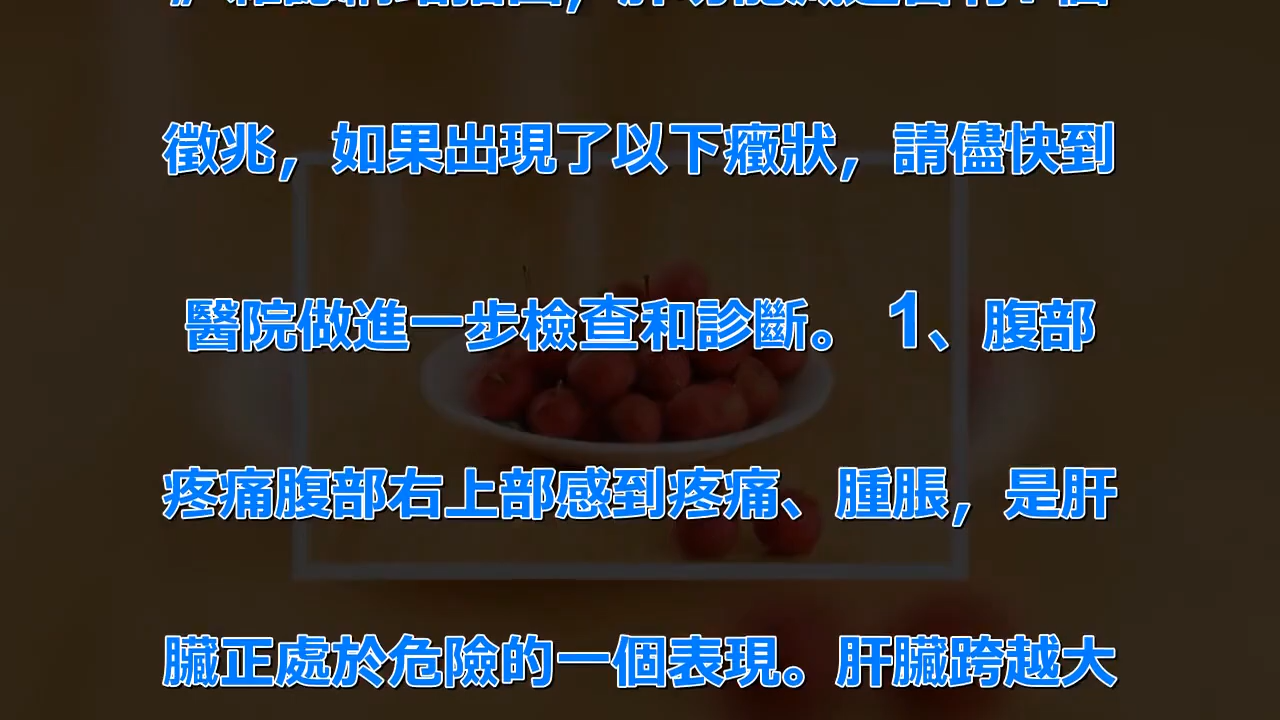 徵兆，如果出現了以下癥狀，請儘快到
醫院做進一步檢查和診斷。 1、腹部
疼痛腹部右上部感到疼痛、腫脹，是肝
臟正處於危險的一個表現。肝臟跨越大